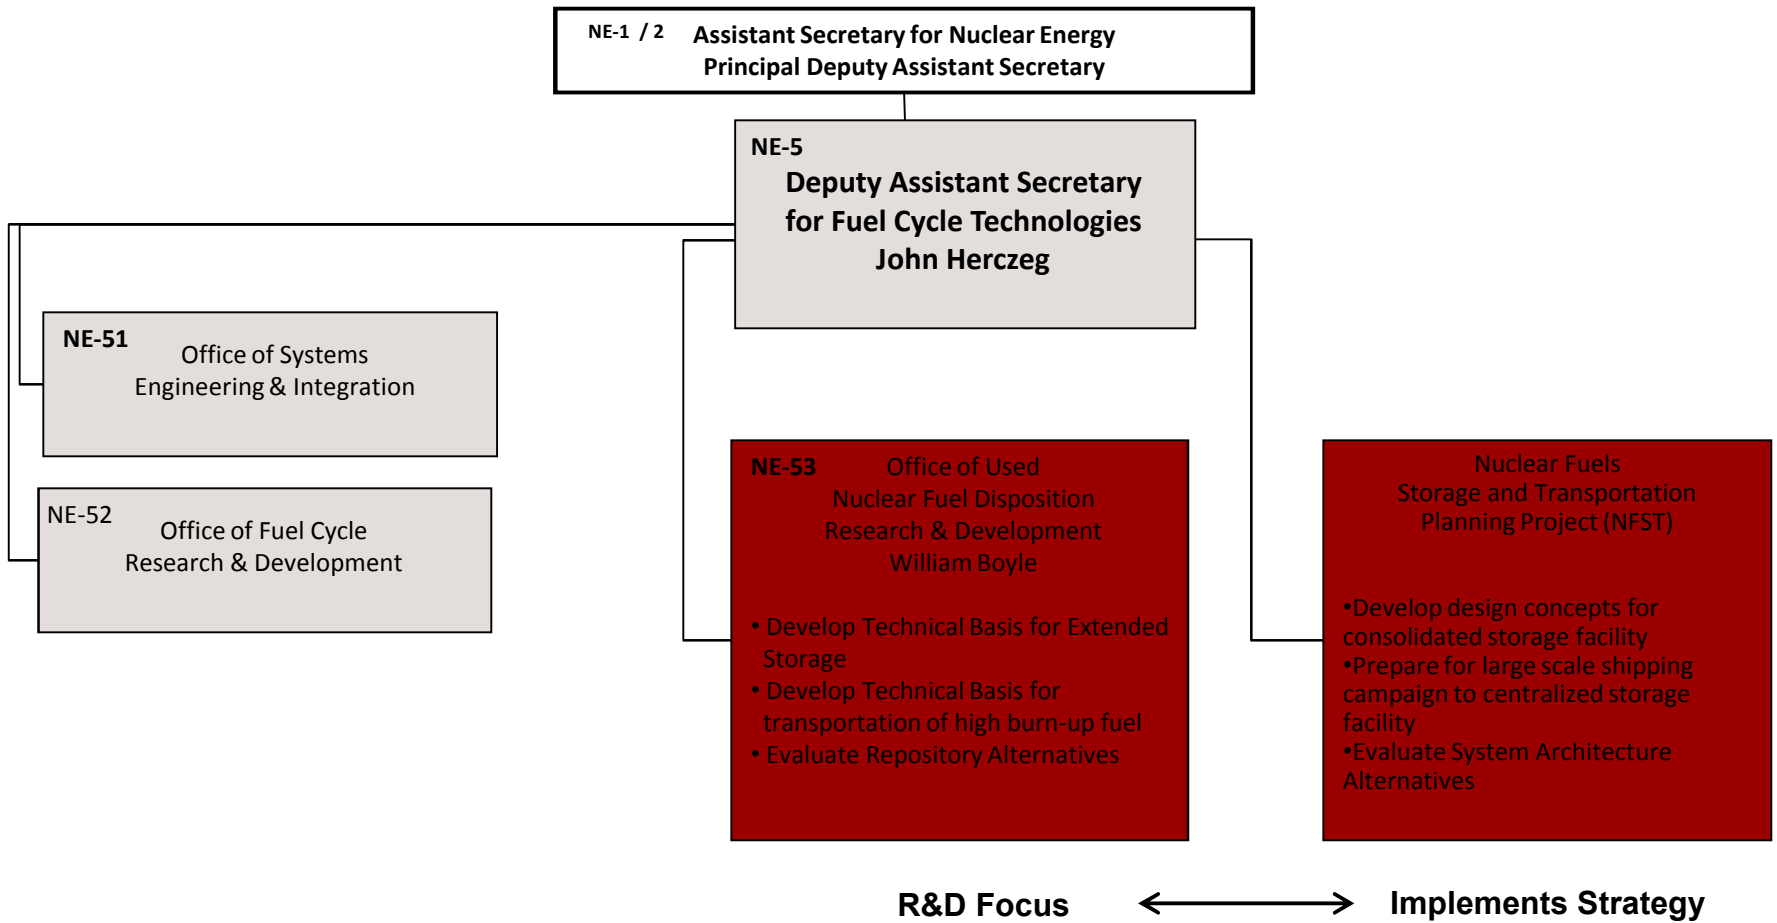 NE-1 / 2 Assistant Secretary for Nuclear Energy
Principal Deputy Assistant Secretary
NE-5
Deputy Assistant Secretary
for Fuel Cycle Technologies
John Herczeg
NE-51
Office of Systems
Engineering & Integration
NE-52
Office of Fuel Cycle
Research & Development
NE-53 Office of Used
Nuclear Fuel Disposition
Research & Development
William Boyle
• Develop Technical Basis for Extended
Storage
• Develop Technical Basis for
transportation of high burn-up fuel
• Evaluate Repository Alternatives
Nuclear Fuels
Storage and Transportation
Planning Project (NFST)
•Develop design concepts for
consolidated storage facility
•Prepare for large scale shipping
campaign to centralized storage
facility
•Evaluate System Architecture
Alternatives
R&D Focus
Implements Strategy